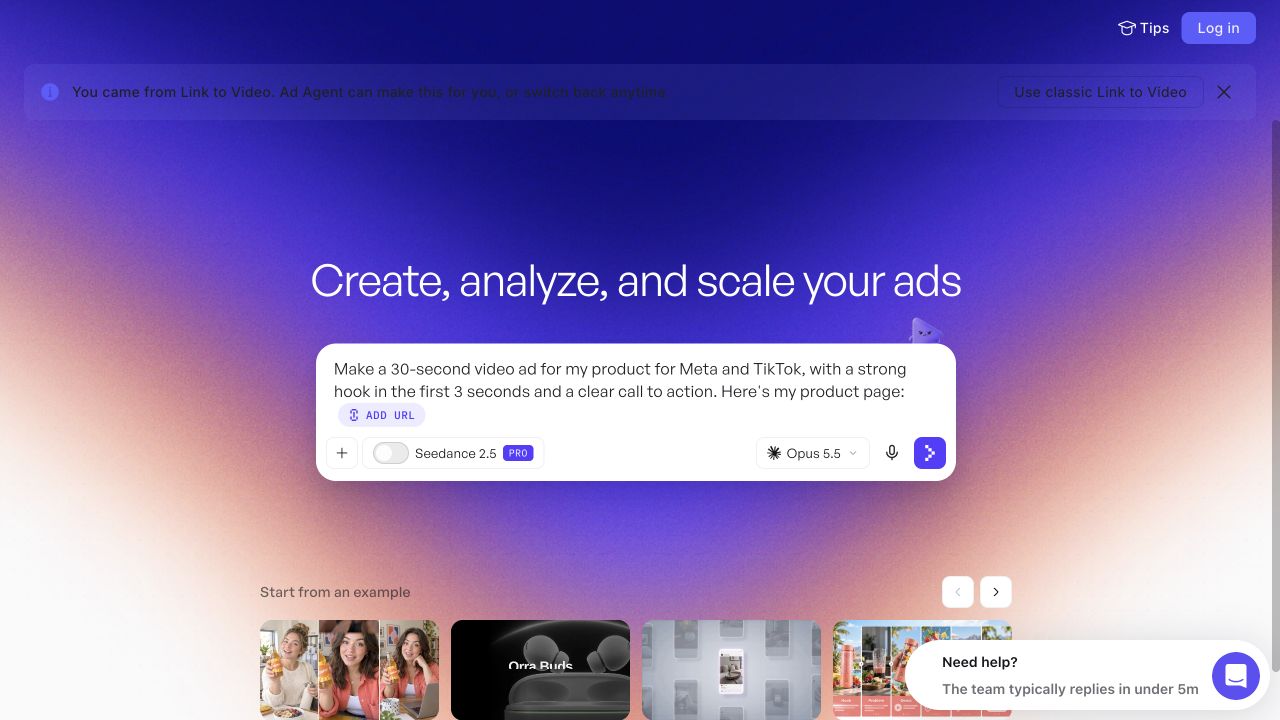 Tips
Log in
You came from Link to Video. Ad Agent can make this for you, or switch back anytime.
Use classic Link to Video
Create, analyze, and scale your ads
Make a 30-second video ad for my product for Meta and TikTok, with a strong
hook in the first 3 seconds and a clear call to action. Here's my product page:
ADD URL
Seedance 2.5 PRO
Opus 5.5
Start from an example
Orra Buds
Need help?
The team typically replies in under 5m